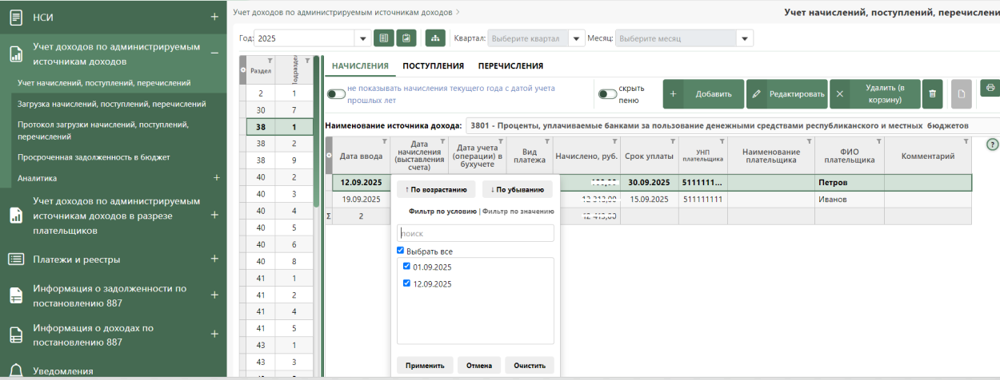 НСИ
Учет доходов по администрируемым
источникам доходов
Учет начислений, поступлений, перечислений
Загрузка начислений, поступлений, перечислений
Протокол загрузки начислений, поступлений,
перечислений
Просроченная задолженность в бюджет
Аналитика
Учет доходов по администрируемым
источникам доходов в разрезе
плательщиков
Платежи и реестры
Информация о задолженности по
постановлению 887
Информация о доходах по
постановлению 887
Уведомления
Учет доходов по администрируемым источникам доходов >
Учет начислений, поступлений, перечислени
Год: 2025 Квартал: Выберите квартал Месяц: Выберите месяц
Раздел
2 1
30 7
38 1
38 2
38 9
40 2
40 3
40 4
40 5
40 6
40 8
41 1
41 2
41 4
41 5
43 1
43 3
НАЧИСЛЕНИЯ ПОСТУПЛЕНИЯ ПЕРЕЧИСЛЕНИЯ
не показывать начисления текущего года с датой учета
прошлых лет
скрыть
пеню
+ Добавить
Редактировать
Удалить (в
корзину)
Наименование источника дохода: 3801 - Проценты, уплачиваемые банками за пользование денежными средствами республиканского и местных бюджетов
Дата ввода
Дата
начисления
(выставления
счета)
Дата учета
(операции) в
бухучете
Вид
платежа
Начислено, руб.
Срок уплаты
УНП
плательщика
Наименование
плательщика
ФИО
плательщика
Комментарий
12.09.2025 30.09.2025 5111111... Петров
19.09.2025 15.09.2025 511111111 Иванов
Σ 2
↑ По возрастанию ↓ По убыванию
Фильтр по условию | Фильтр по значению
поиск
Выбрать все
01.09.2025
12.09.2025
Применить Отмена Очистить
?